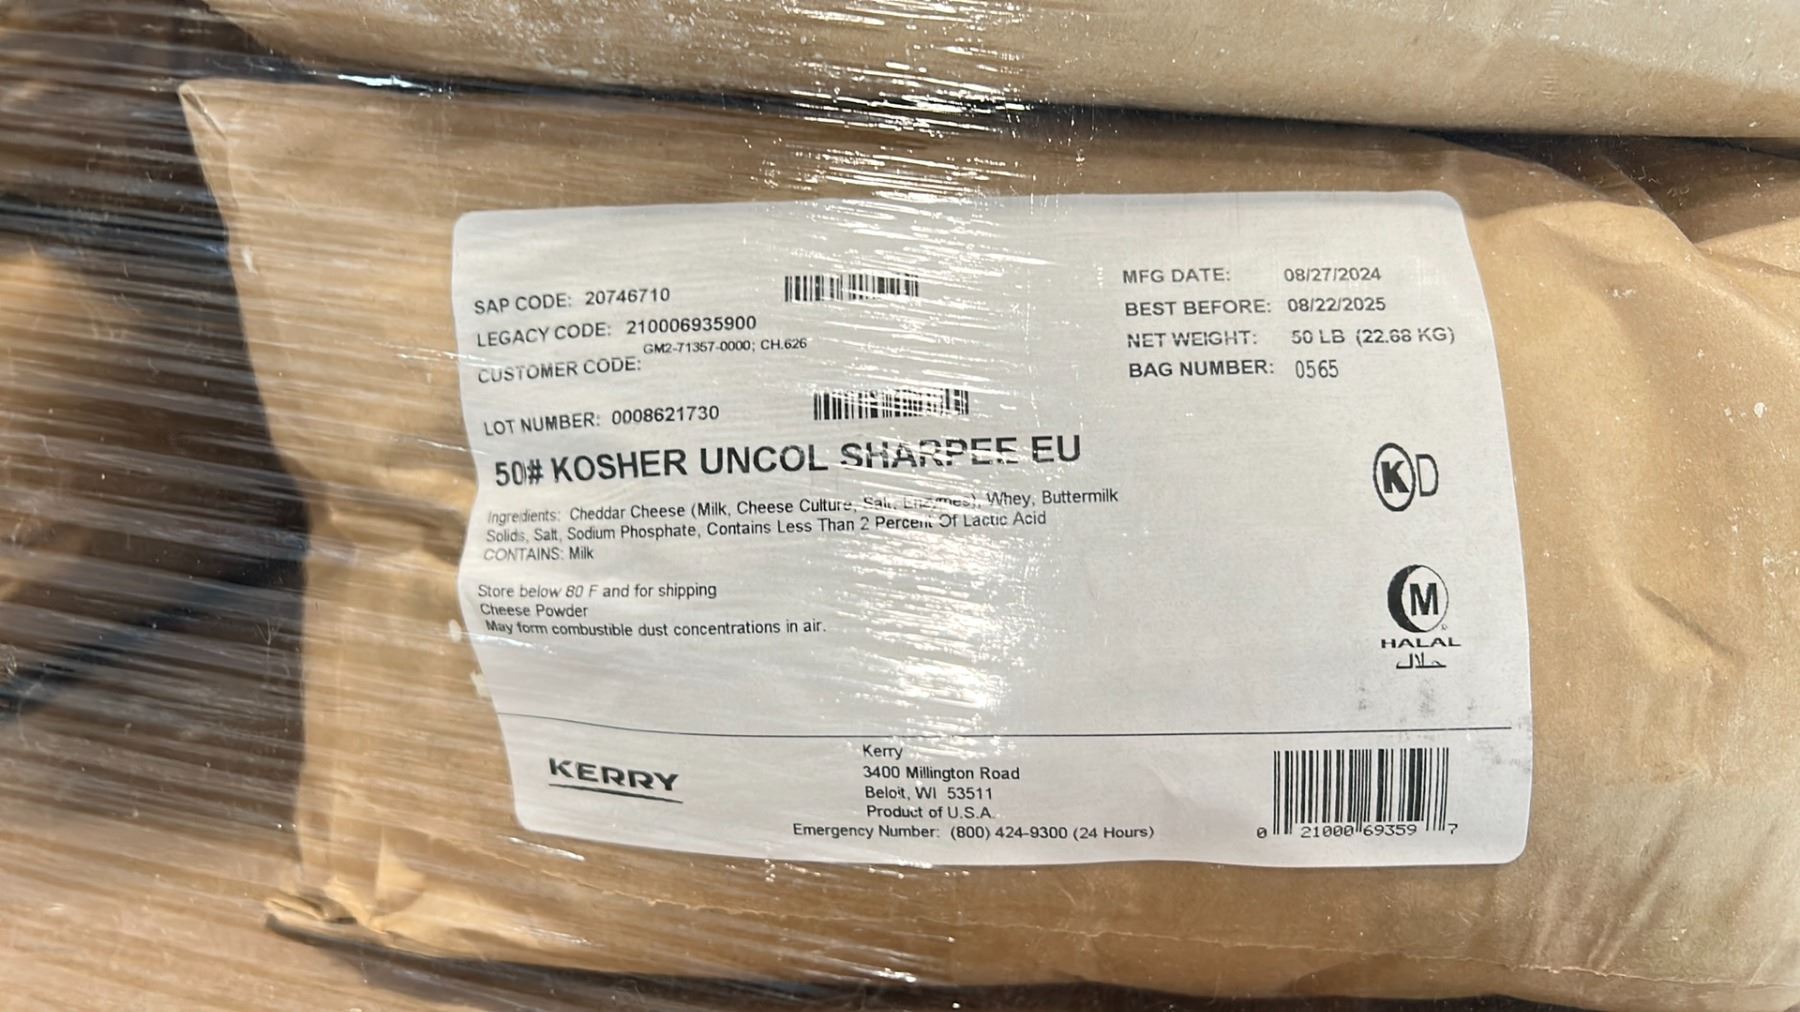 SAP CODE: 20746710
LEGACY CODE: 210006935900
GM2-71357-0000; CH.626
CUSTOMER CODE:
LOT NUMBER: 0008621730
MFG DATE: 08/27/2024
BEST BEFORE: 08/22/2025
NET WEIGHT: 50 LB (22.68 KG)
BAG NUMBER: 0565
50# KOSHER UNCOL SHARPEE EU
Ingredients: Cheddar Cheese (Milk, Cheese Culture, Salt, Enzymes), Whey, Buttermilk
Solids, Salt, Sodium Phosphate, Contains Less Than 2 Percent Of Lactic Acid
CONTAINS: Milk
Store below 80 F and for shipping
Cheese Powder
May form combustible dust concentrations in air.
K D
M
HALAL
حلال
KERRY
Kerry
3400 Millington Road
Beloit, WI 53511
Product of U.S.A.
Emergency Number: (800) 424-9300 (24 Hours)
0 21000 69359 7